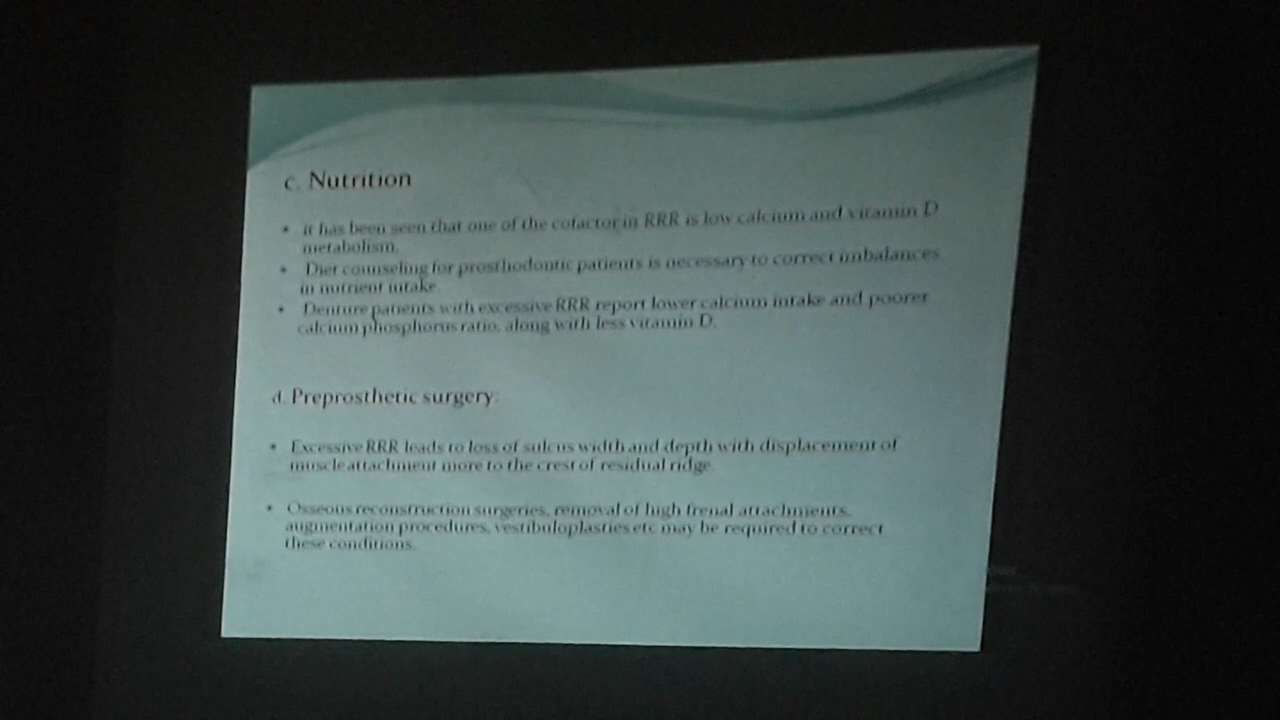 c. Nutrition
• it has been seen that one of the cofactor in RRR is low calcium and vitamin D
metabolism.
• Diet counseling for prosthodontic patients is necessary to correct imbalances
in nutrient intake.
• Denture patients with excessive RRR report lower calcium intake and poorer
calcium phosphorus ratio, along with less vitamin D.
d. Preprosthetic surgery:
• Excessive RRR leads to loss of sulcus width and depth with displacement of
muscle attachment more to the crest of residual ridge.
• Osseous reconstruction surgeries, removal of high frenal attachments,
augmentation procedures, vestibuloplasties etc may be required to correct
these conditions.